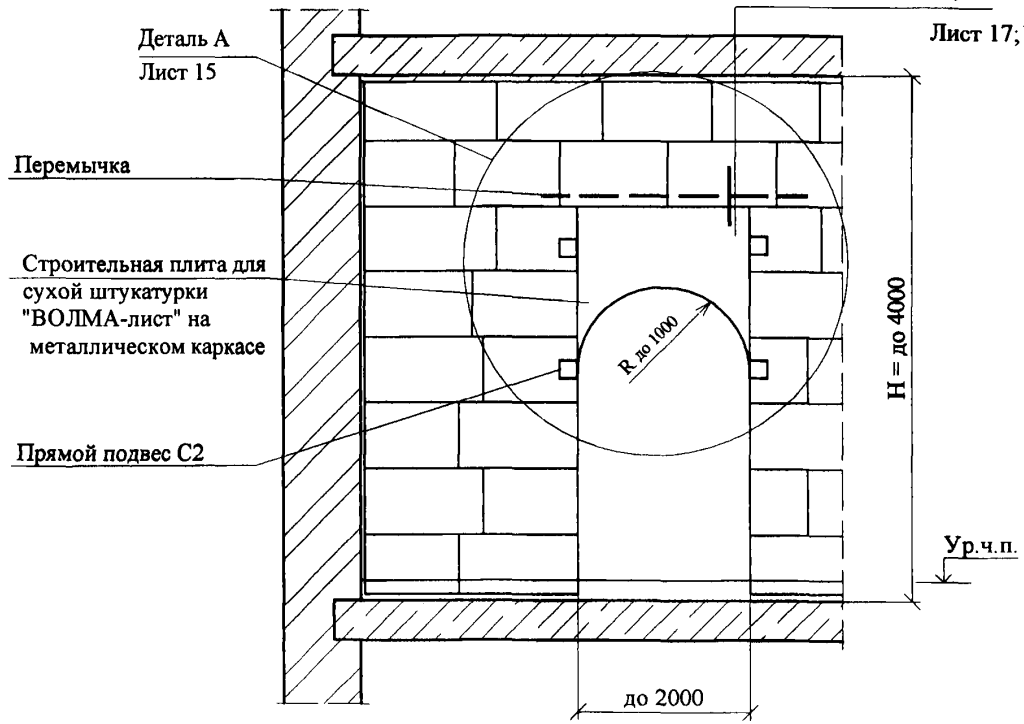 Лист 17;
Деталь А
Лист 15
Перемычка
Строительная плита для
сухой штукатурки
"ВОЛМА-лист" на
металлическом каркасе
R до 1000
H = до 4000
Прямой подвес С2
Ур.ч.п.
до 2000